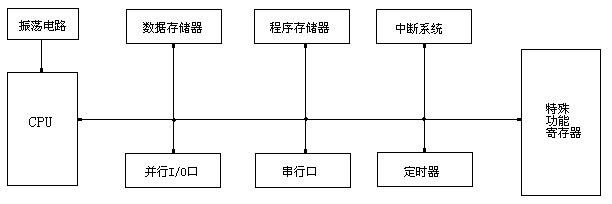 振荡电路
数据存储器
程序存储器
中断系统
CPU
特殊
功能
寄存器
并行I/O口
串行口
定时器